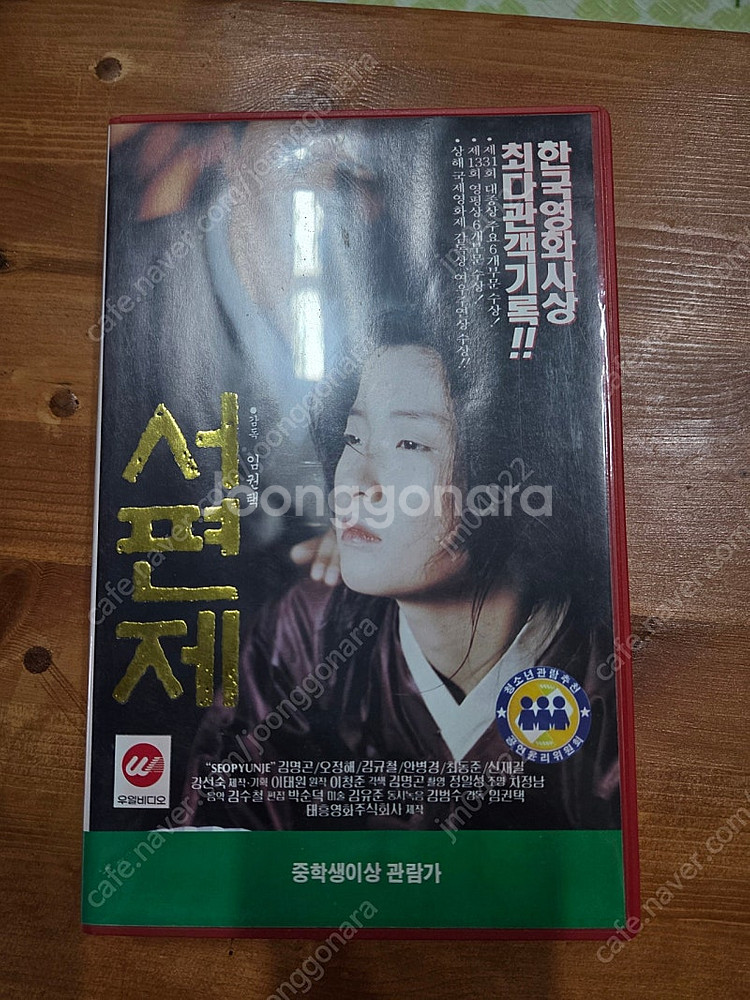 한국영화사상
최다관객기록!!
• 제31회 대종상 주요6개부문 수상!
• 제13회 영평상 6개부문 수상!
• 상해 국제영화제 감독상, 여우주연상 수상!!
서편제
•감독 임권택
청소년관람추천
공연윤리위원회
우일비디오
“SEOPYUNJE” 김명곤/오정해/김규철/안병경/최동준/신재길
강선숙 제작·기획 이태원 원작 이청준 각색 김명곤 촬영 정일성 조명 차정남
음악 김수철 편집 박순덕 미술 김유준 동시녹음 김범수 감독 임권택
태흥영화주식회사 제작
중학생이상 관람가
Joonggonara
cafe.naver.com/joonggonara